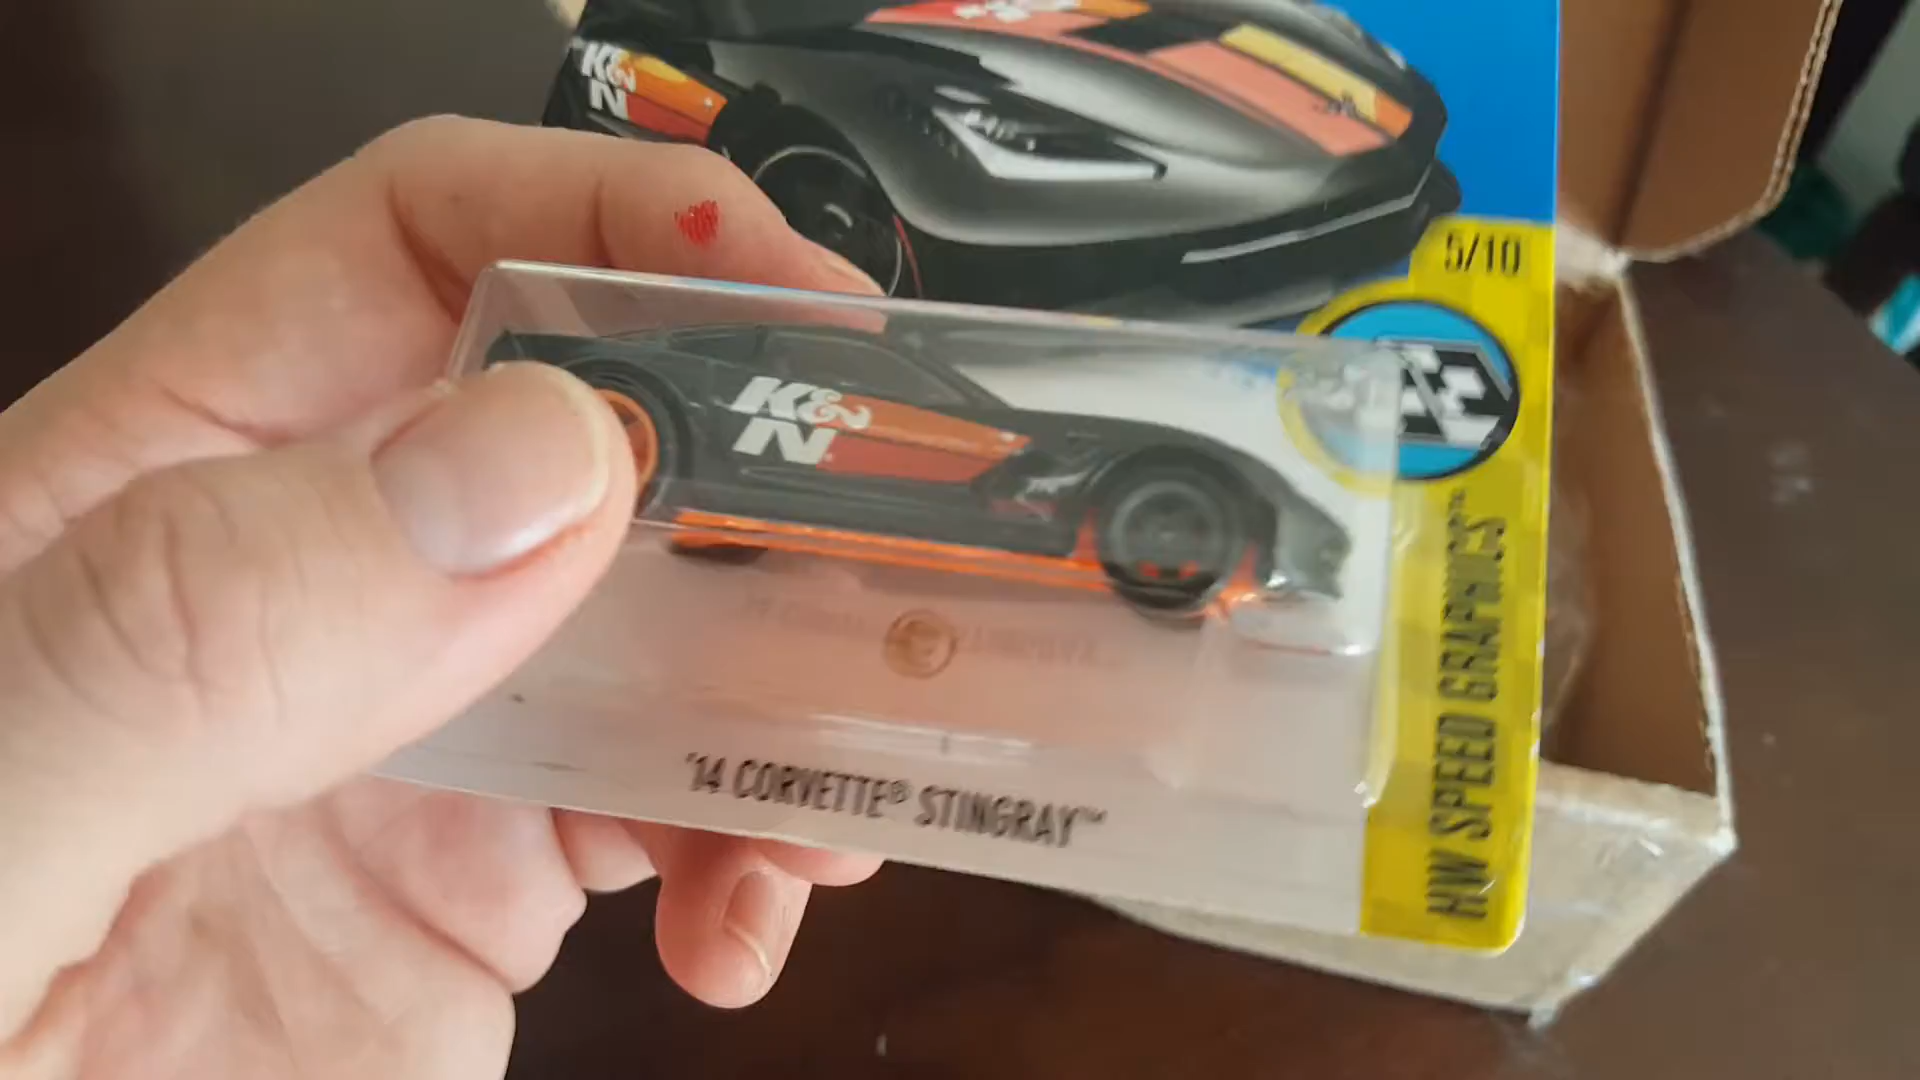 K&
N
5/10
K&
N
HW SPEED GRAPHICS™
'14 CORVETTE® STINGRAY™